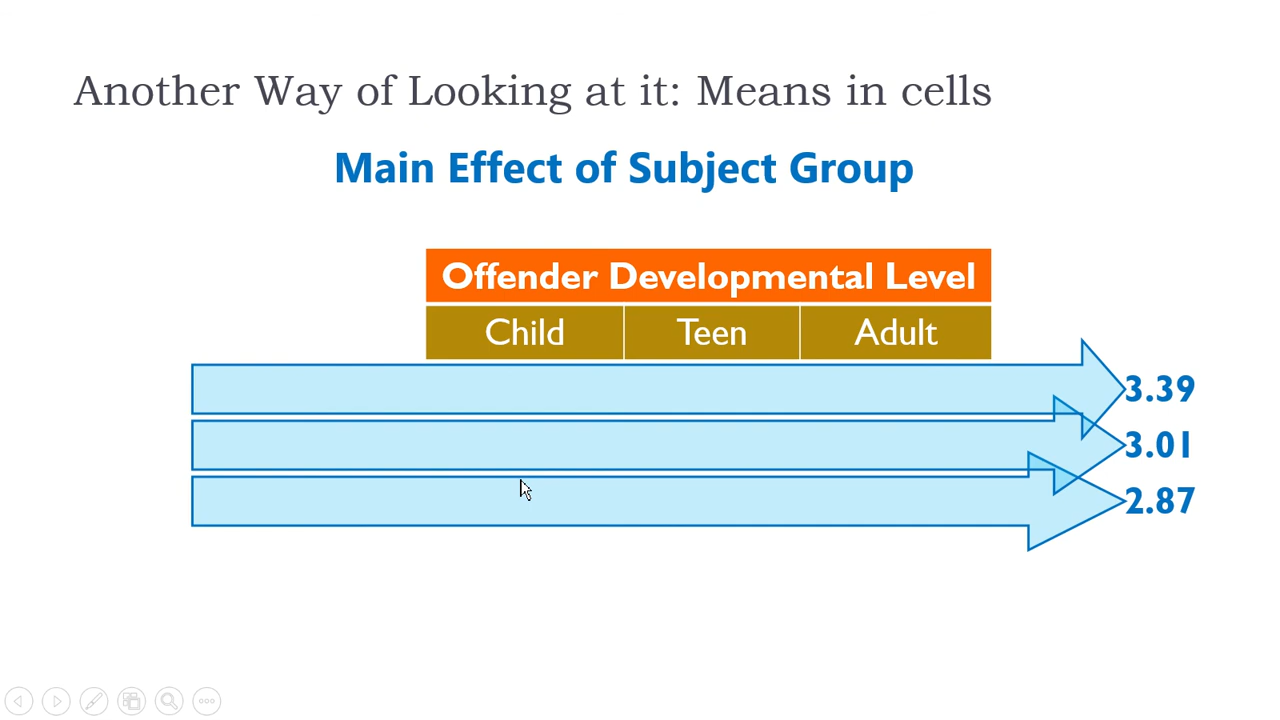 Another Way of Looking at it: Means in cells
Main Effect of Subject Group
Offender Developmental Level
Child Teen Adult
3.39
3.01
2.87